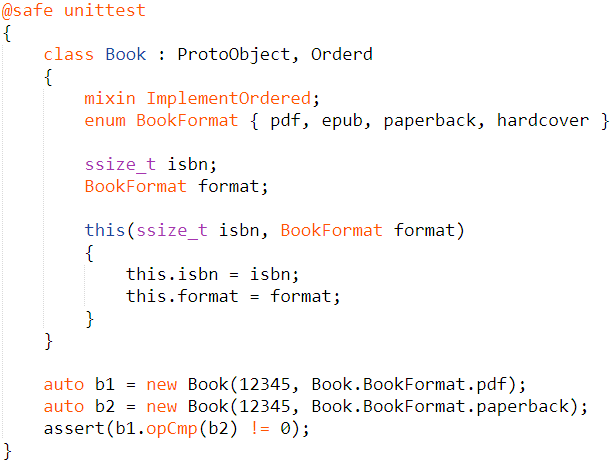 @safe unittest
{
    class Book : ProtoObject, Orderd
    {
        mixin ImplementOrdered;
        enum BookFormat { pdf, epub, paperback, hardcover }

        ssize_t isbn;
        BookFormat format;

        this(ssize_t isbn, BookFormat format)
        {
            this.isbn = isbn;
            this.format = format;
        }
    }

    auto b1 = new Book(12345, Book.BookFormat.pdf);
    auto b2 = new Book(12345, Book.BookFormat.paperback);
    assert(b1.opCmp(b2) != 0);
}